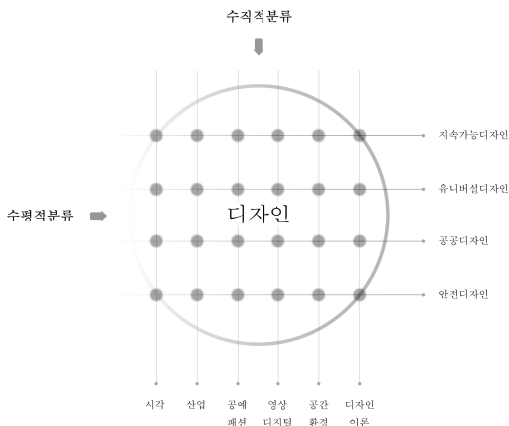 수직적분류
지속가능디자인
유니버설디자인
수평적분류
디자인
공공디자인
안전디자인
시각 산업 공예 영상 공간 디자인
패션 디지털 환경 이론